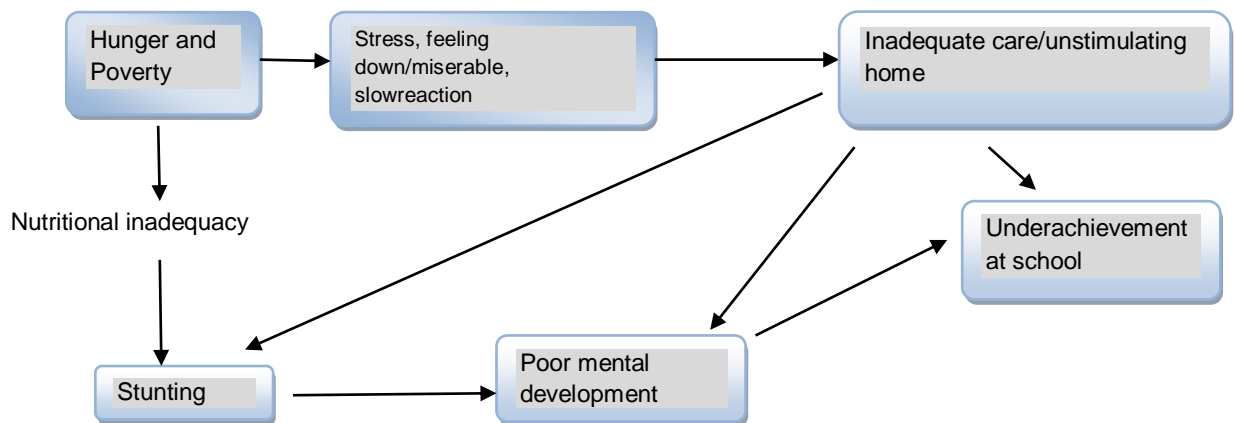 Hunger and
Poverty
Stress, feeling
down/miserable,
slowreaction
Inadequate care/unstimulating
home
Nutritional inadequacy
Underachievement
at school
Stunting
Poor mental
development